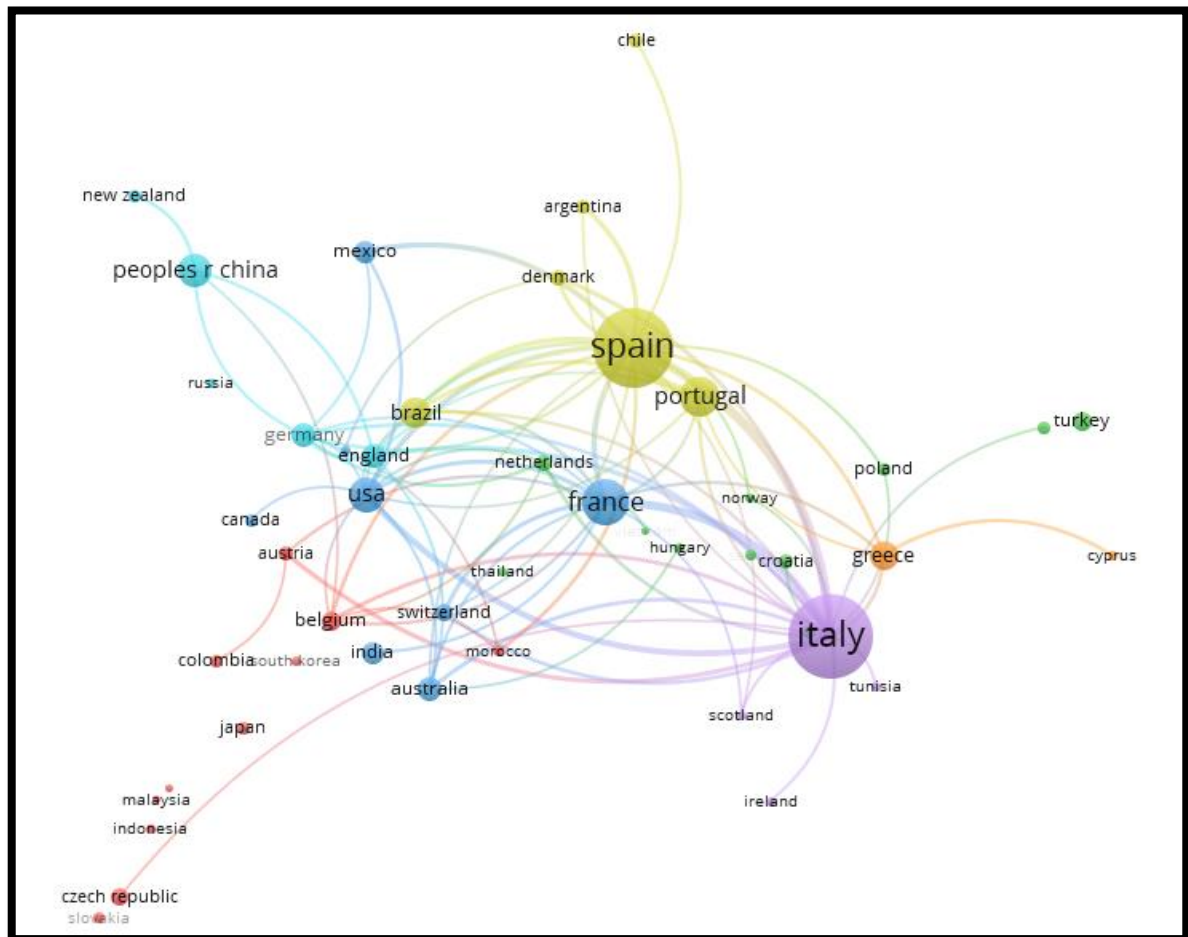 chile
new zealand
argentina
mexico
peoples r china
denmark
spain
russia
portugal
brazil
turkey
germany
england
netherlands
poland
usa
france
norway
canada
hungary
austria
croatia
greece
cyprus
thailand
switzerland
belgium
italy
morocco
india
colombia
south korea
australia
tunisia
scotland
japan
malaysia
ireland
indonesia
czech republic
slovakia